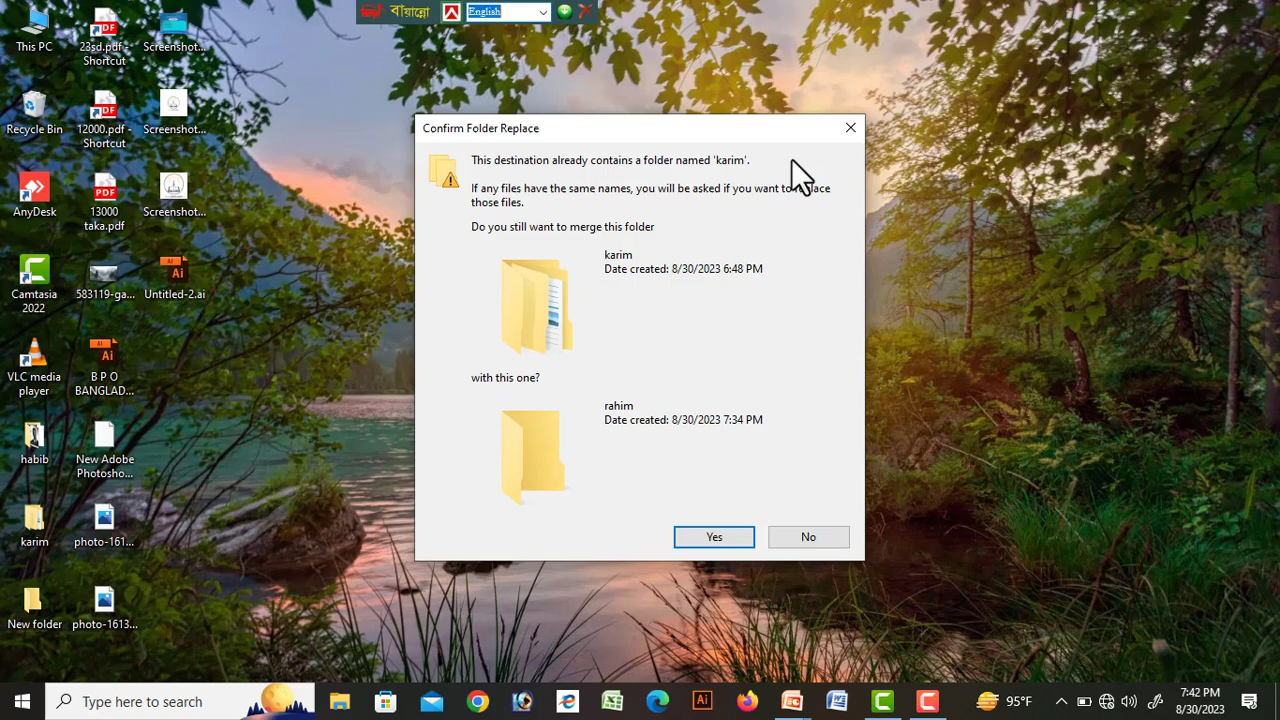 বায়ান্নো
English
This PC
23sd.pdf -
Shortcut
Screenshot...
Recycle Bin
12000.pdf -
Shortcut
Screenshot...
AnyDesk
13000
taka.pdf
Screenshot...
Camtasia
2022
583119-ga...
Untitled-2.ai
VLC media
player
B P O
BANGLAD...
habib
New Adobe
Photosho...
karim
photo-161...
New folder
photo-1613...
Confirm Folder Replace
This destination already contains a folder named 'karim'.
If any files have the same names, you will be asked if you want to replace
those files.
Do you still want to merge this folder
karim
Date created: 8/30/2023 6:48 PM
with this one?
rahim
Date created: 8/30/2023 7:34 PM
Yes
No
Type here to search
95°F
7:42 PM
8/30/2023